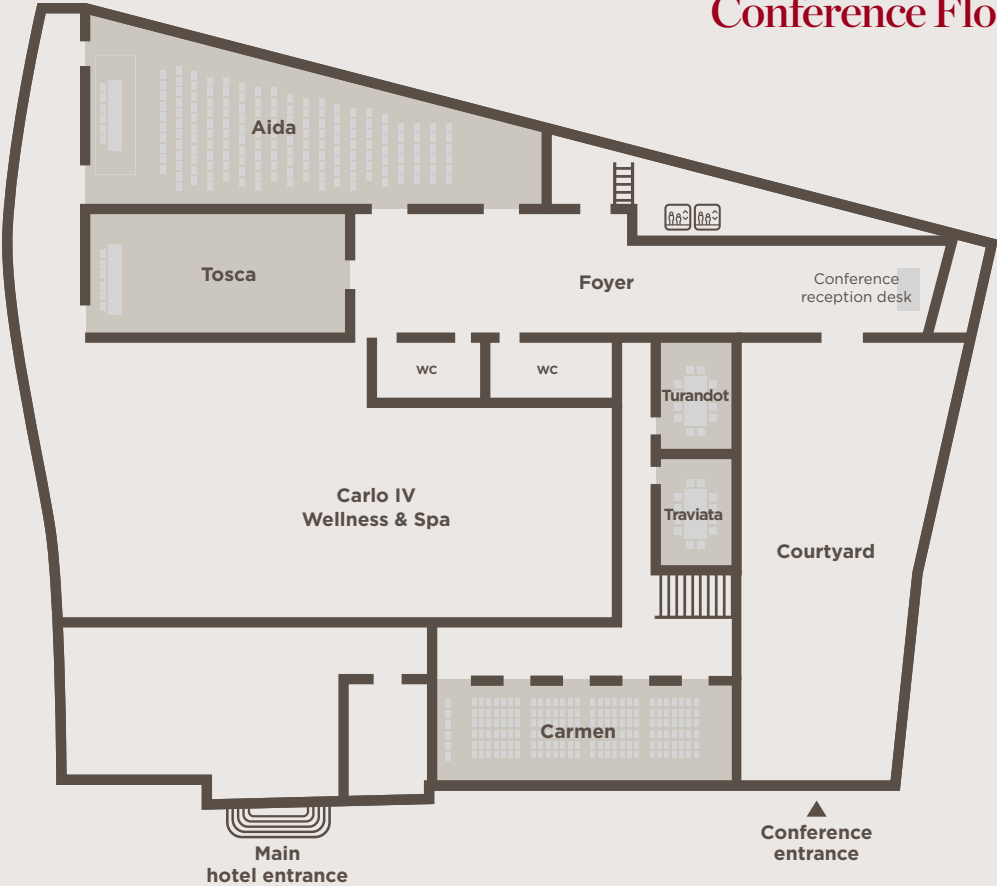 Conference Flo
Aida
Tosca
Foyer
Conference
reception desk
WC
WC
Turandot
Carlo IV
Wellness & Spa
Traviata
Courtyard
Carmen
Main
hotel entrance
Conference
entrance